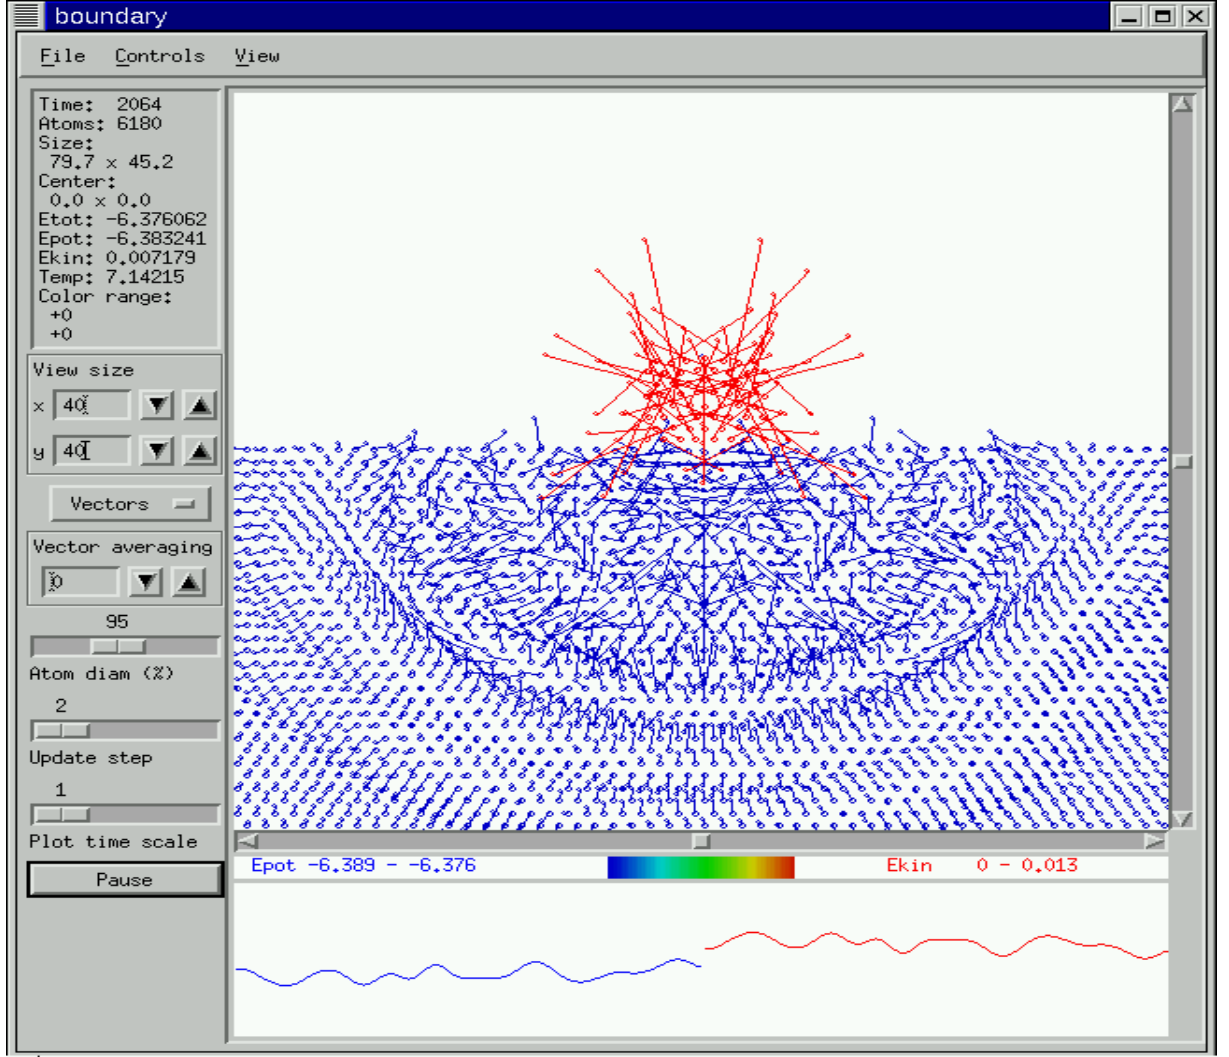 boundary
File Controls View
Time: 2064
Atoms: 6180
Size:
79.7 x 45.2
Center:
0.0 x 0.0
Etot: -6.376062
Epot: -6.383241
Ekin: 0.007179
Temp: 7.14215
Color range:
+0
+0
View size
x 40
y 40
Vectors
Vector averaging
0
95
Atom diam (%)
2
Update step
1
Plot time scale
Pause
Epot -6.389 - -6.376 Ekin 0 - 0.013